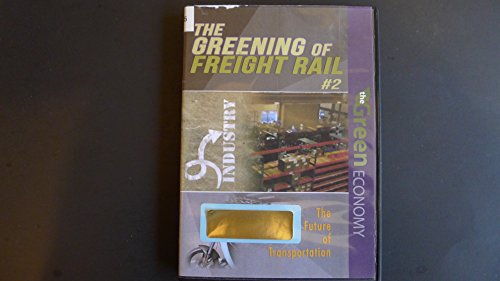 THE
GREENING OF
FREIGHT RAIL
#2
INDUSTRY
the Green ECONOMY
The
Future
of
Transportation